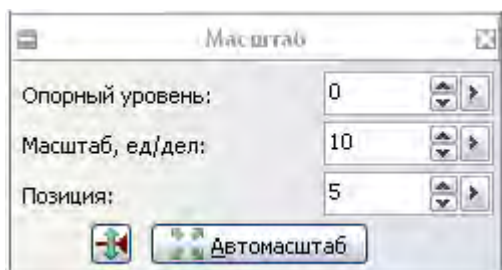 Масштаб
Опорный уровень: 0
Масштаб, ед/дел: 10
Позиция: 5
Автомасштаб